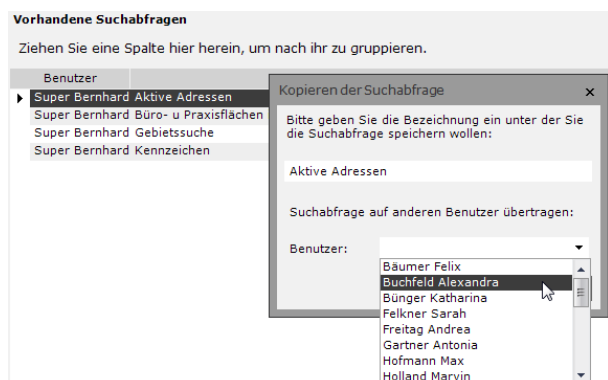 Vorhandene Suchabfragen
Ziehen Sie eine Spalte hier herein, um nach ihr zu gruppieren.
Benutzer
Super Bernhard Aktive Adressen
Super Bernhard Büro- u Praxisflächen
Super Bernhard Gebietssuche
Super Bernhard Kennzeichen
Kopieren der Suchabfrage x
Bitte geben Sie die Bezeichnung ein unter der Sie
die Suchabfrage speichern wollen:
Aktive Adressen
Suchabfrage auf anderen Benutzer übertragen:
Benutzer:
Bäumer Felix
Buchfeld Alexandra
Bünger Katharina
Felkner Sarah
Freitag Andrea
Gartner Antonia
Hofmann Max
Holland Marvin